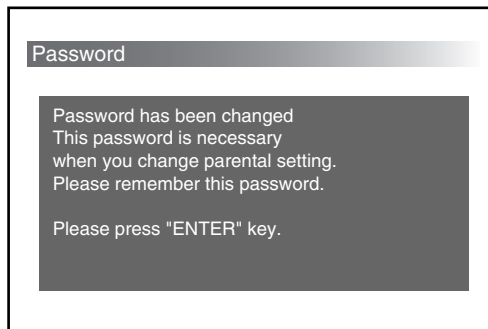 Password
Password has been changed
This password is necessary
when you change parental setting.
Please remember this password.
Please press "ENTER" key.